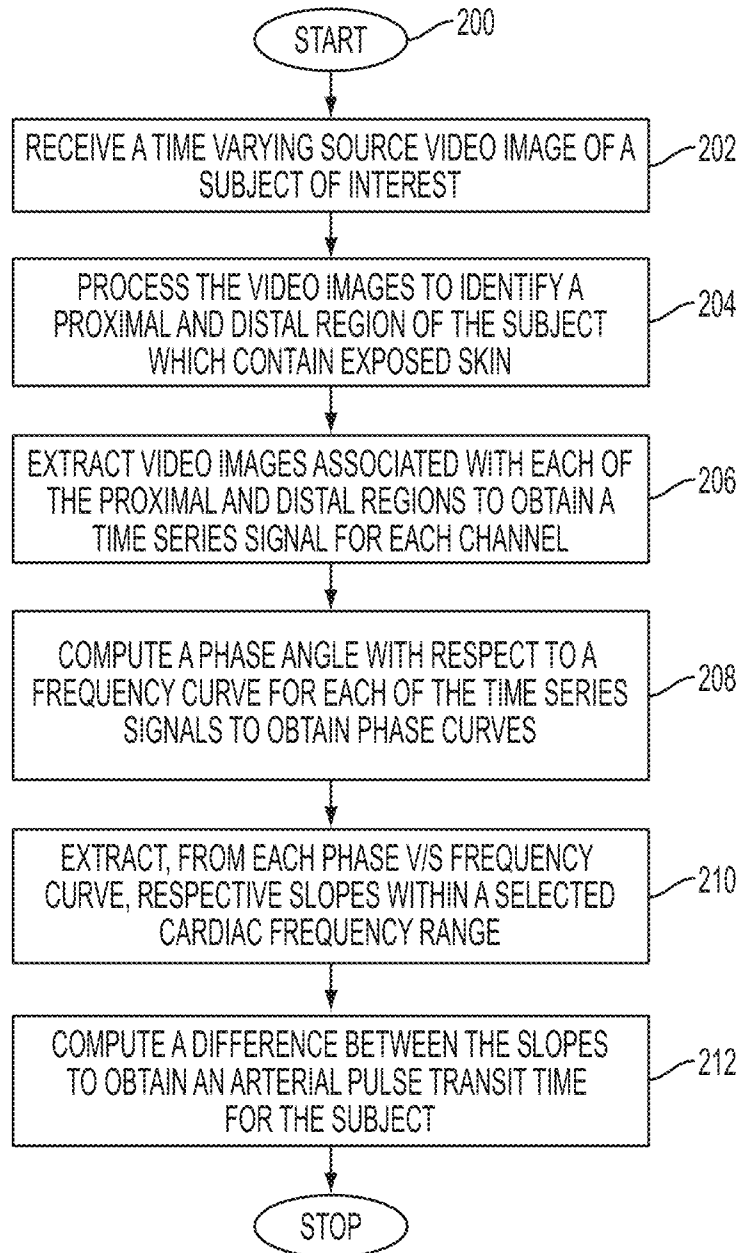 START
200
RECEIVE A TIME VARYING SOURCE VIDEO IMAGE OF A
SUBJECT OF INTEREST
202
PROCESS THE VIDEO IMAGES TO IDENTIFY A
PROXIMAL AND DISTAL REGION OF THE SUBJECT
WHICH CONTAIN EXPOSED SKIN
204
EXTRACT VIDEO IMAGES ASSOCIATED WITH EACH OF
THE PROXIMAL AND DISTAL REGIONS TO OBTAIN A
TIME SERIES SIGNAL FOR EACH CHANNEL
206
COMPUTE A PHASE ANGLE WITH RESPECT TO A
FREQUENCY CURVE FOR EACH OF THE TIME SERIES
SIGNALS TO OBTAIN PHASE CURVES
208
EXTRACT, FROM EACH PHASE V/S FREQUENCY
CURVE, RESPECTIVE SLOPES WITHIN A SELECTED
CARDIAC FREQUENCY RANGE
210
COMPUTE A DIFFERENCE BETWEEN THE SLOPES
TO OBTAIN AN ARTERIAL PULSE TRANSIT TIME
FOR THE SUBJECT
212
STOP